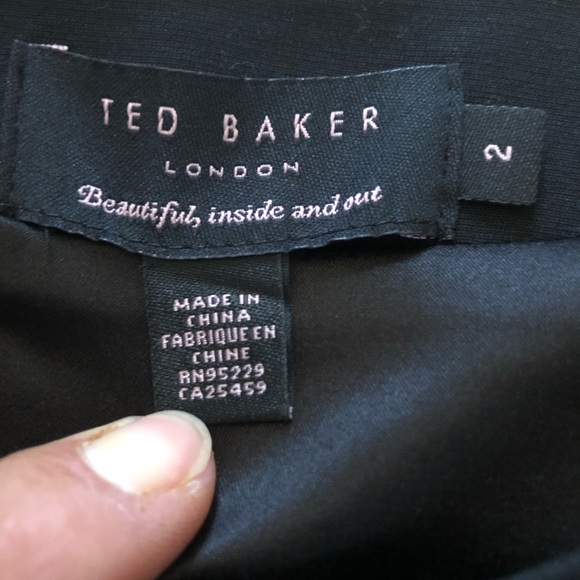 TED BAKER
LONDON
Beautiful, inside and out
2
MADE IN
CHINA
FABRIQUE EN
CHINE
RN95229
CA25459